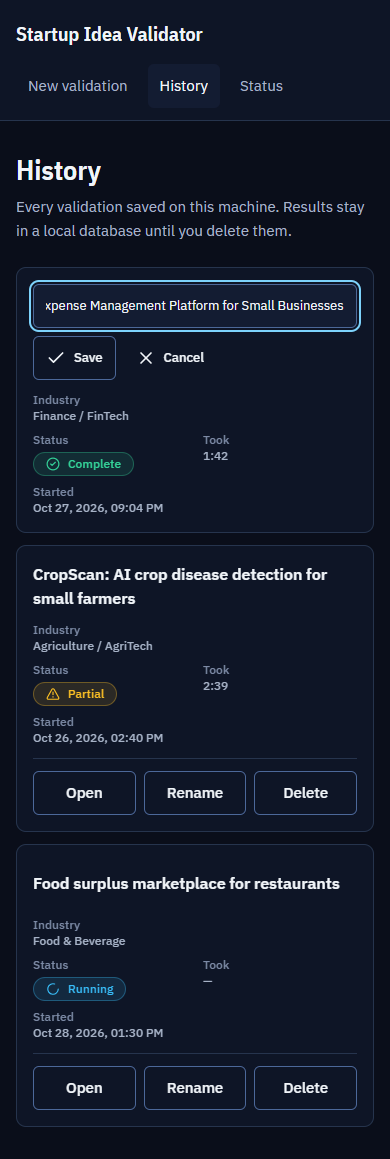 Startup Idea Validator
New validation History Status
History
Every validation saved on this machine. Results stay
in a local database until you delete them.
Management Platform for Small Businesses
Save Cancel
Industry
Finance / FinTech
Status Took
Complete 1:42
Started
Oct 27, 2026, 09:04 PM
CropScan: AI crop disease detection for
small farmers
Industry
Agriculture / AgriTech
Status Took
Partial 2:39
Started
Oct 26, 2026, 02:40 PM
Open Rename Delete
Food surplus marketplace for restaurants
Industry
Food & Beverage
Status Took
Running —
Started
Oct 28, 2026, 01:30 PM
Open Rename Delete